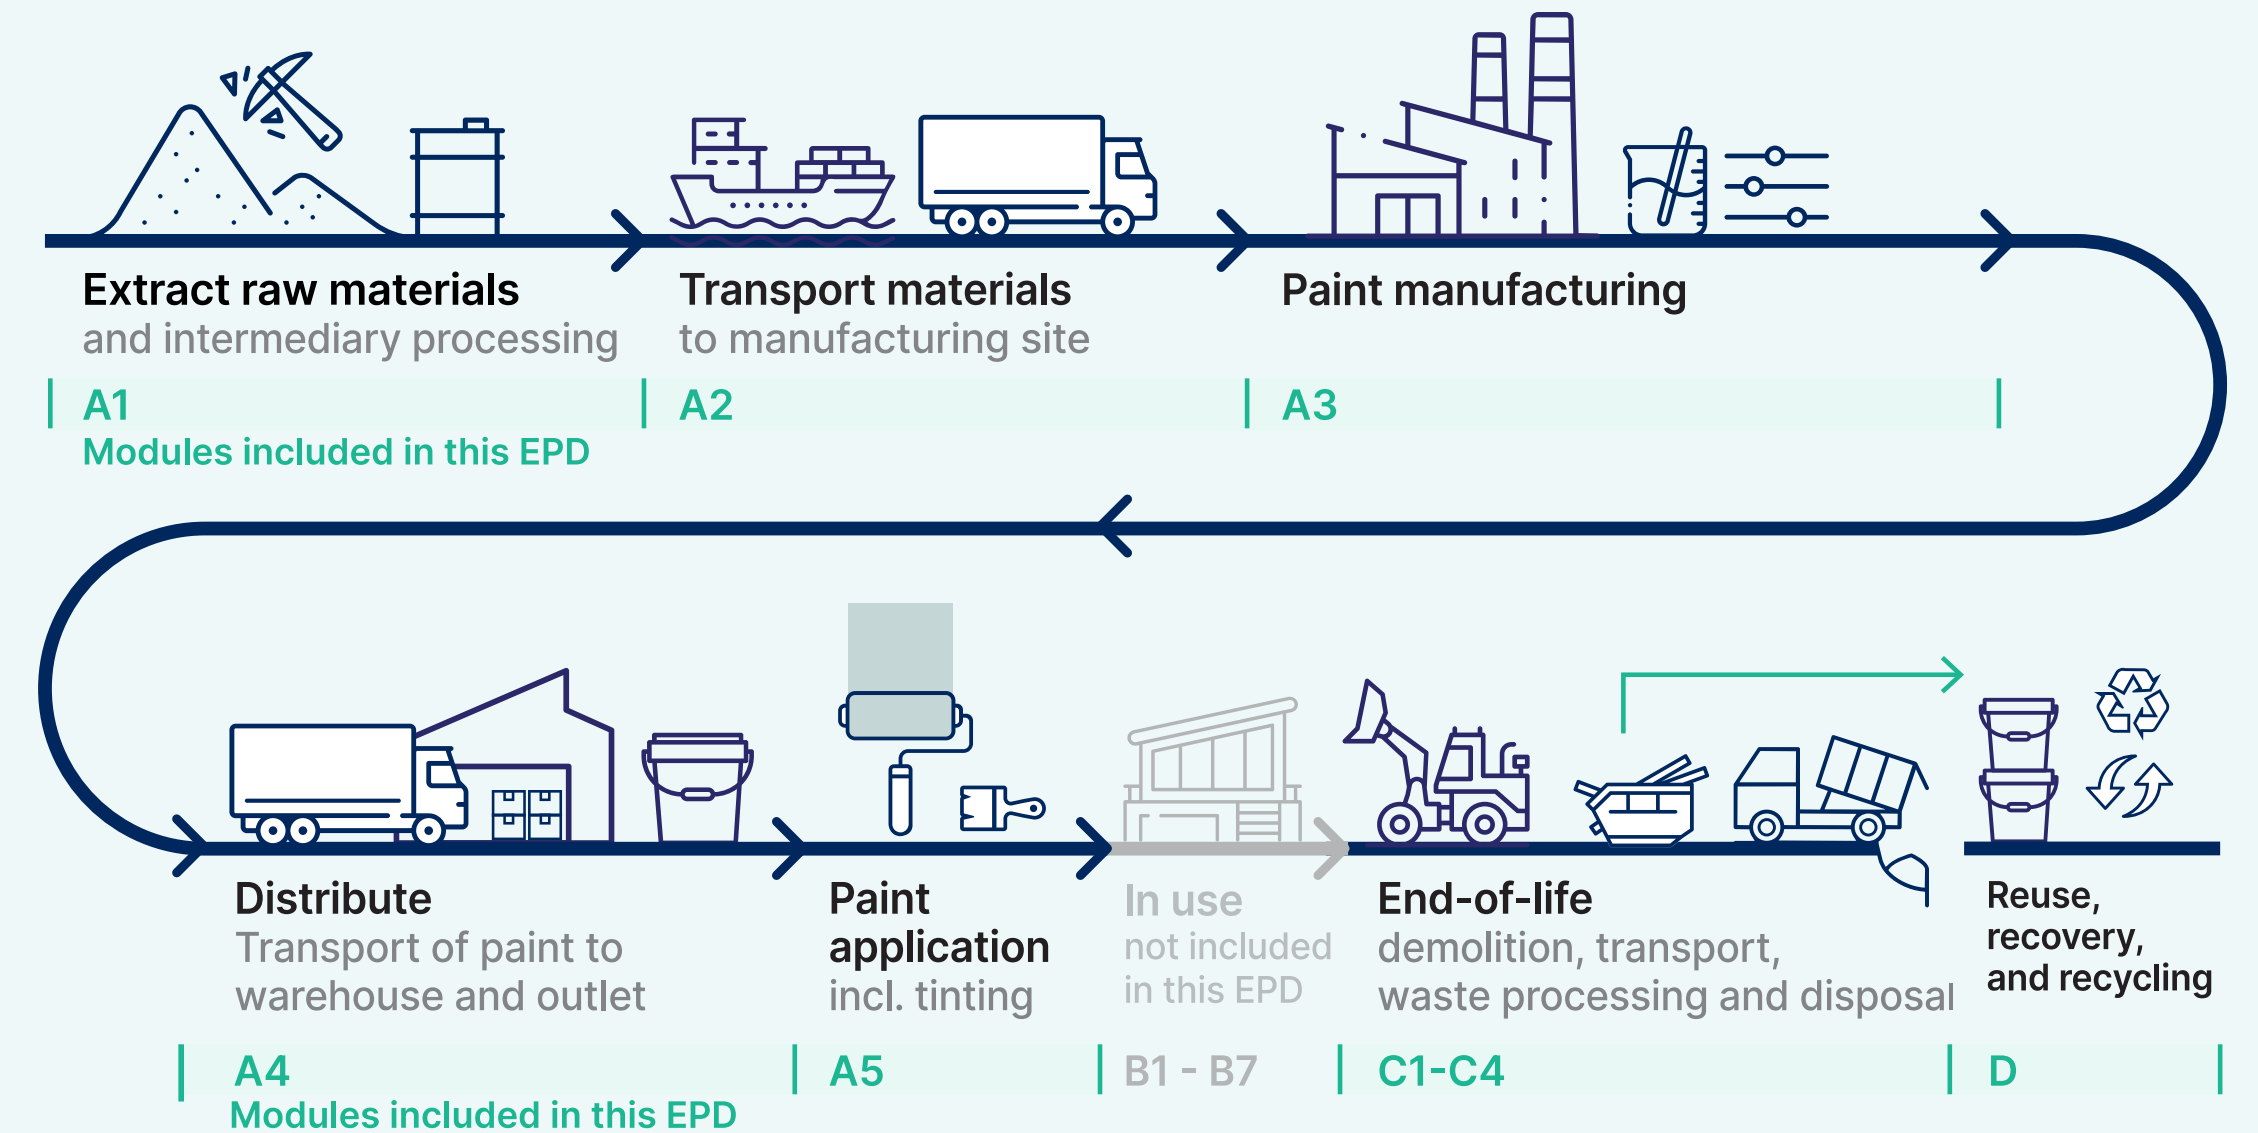 Extract raw materials
and intermediary processing
A1
Modules included in this EPD
Transport materials
to manufacturing site
A2
Paint manufacturing
A3
Distribute
Transport of paint to
warehouse and outlet
A4
Modules included in this EPD
Paint
application
incl. tinting
A5
In use
not included
in this EPD
B1 - B7
End-of-life
demolition, transport,
waste processing and disposal
C1-C4
Reuse,
recovery,
and recycling
D